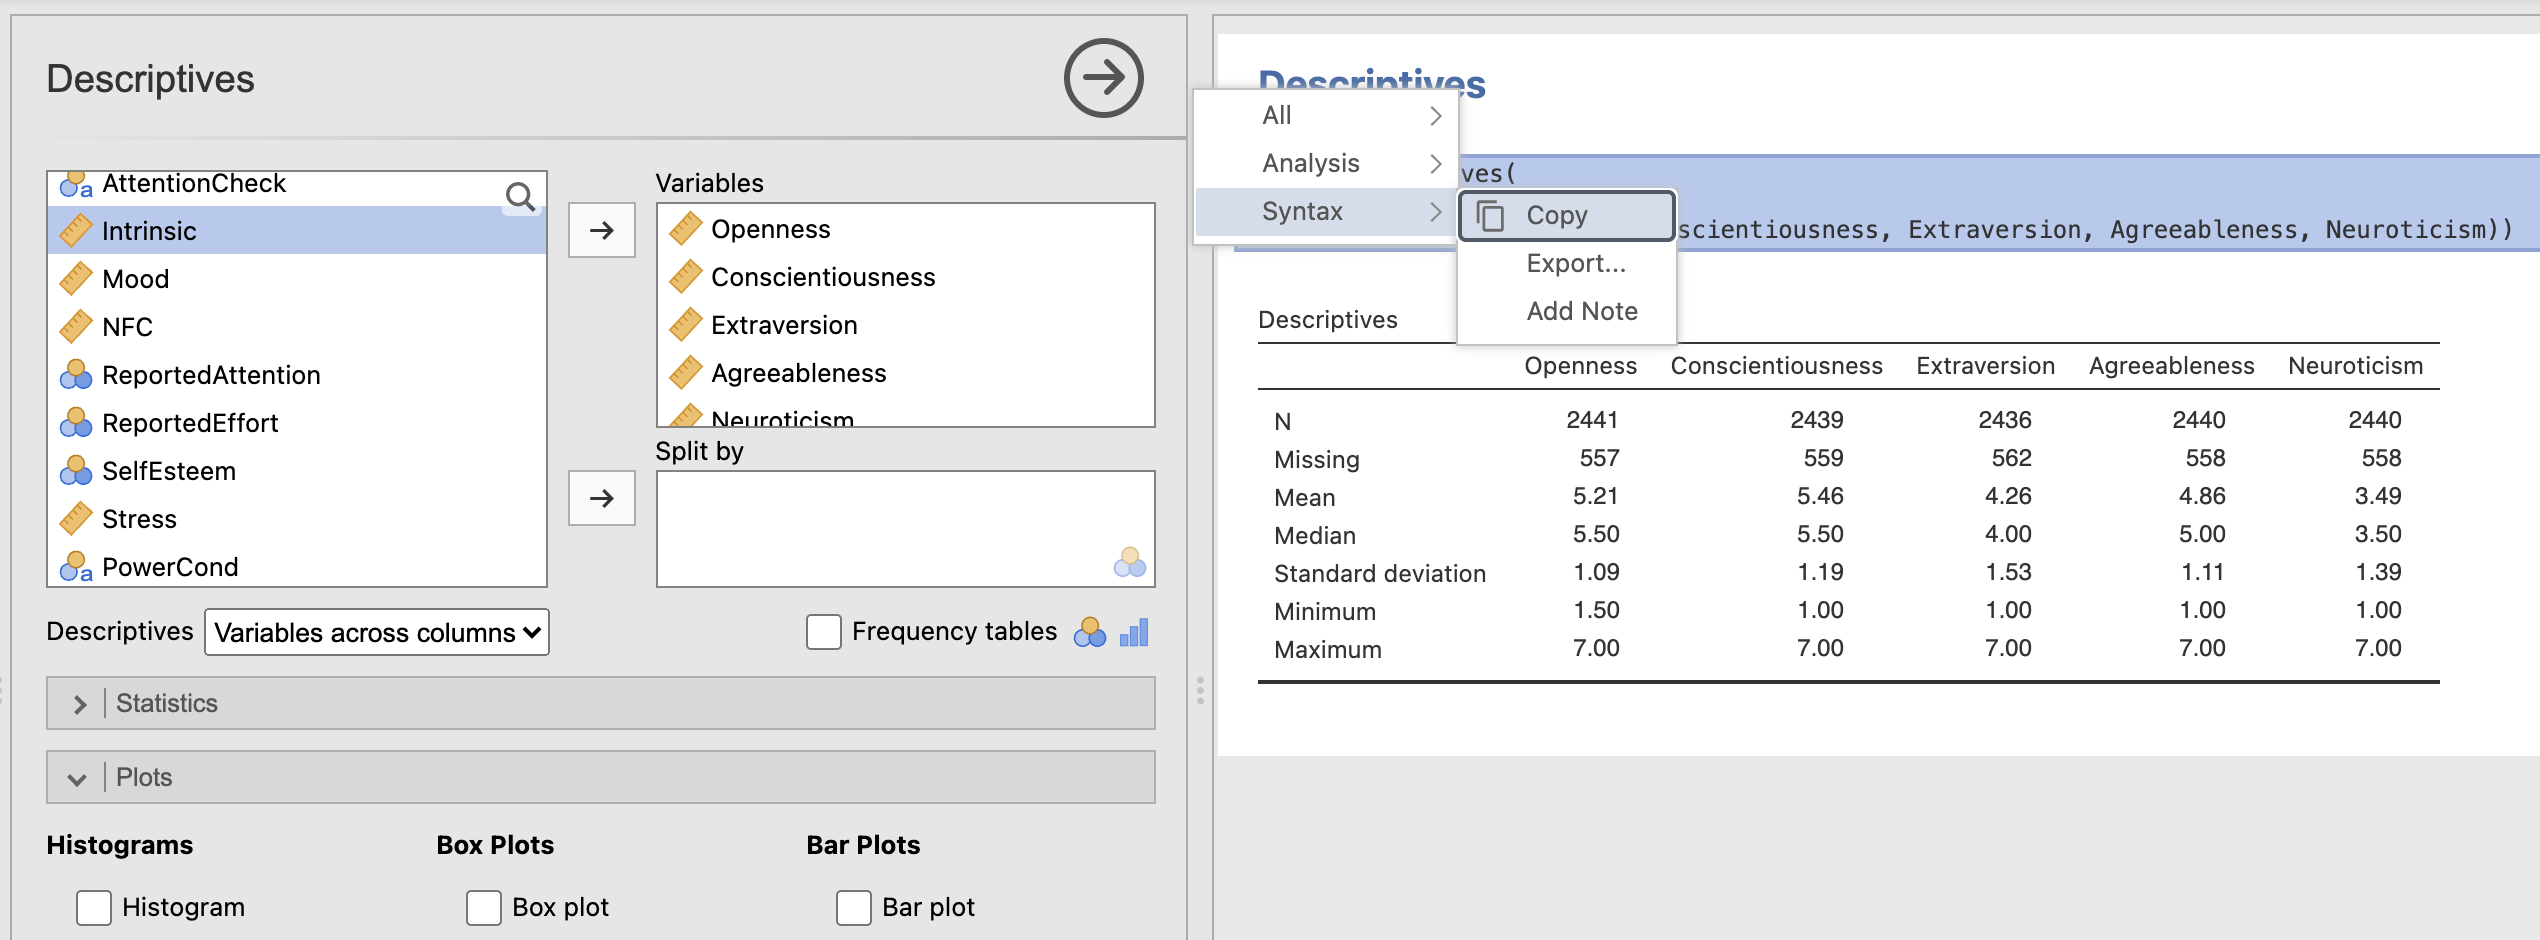 Descriptives
AttentionCheck
Intrinsic
Mood
NFC
ReportedAttention
ReportedEffort
SelfEsteem
Stress
PowerCond
Variables
Openness
Conscientiousness
Extraversion
Agreeableness
Neuroticism
Split by
Descriptives Variables across columns
Frequency tables
Statistics
Plots
Histograms Box Plots Bar Plots
Histogram Box plot Bar plot
Descriptives
All
Analysis
Syntax
Copy
Export...
Add Note
ves(
scientiousness, Extraversion, Agreeableness, Neuroticism))
Descriptives
Openness Conscientiousness Extraversion Agreeableness Neuroticism
N 2441 2439 2436 2440 2440
Missing 557 559 562 558 558
Mean 5.21 5.46 4.26 4.86 3.49
Median 5.50 5.50 4.00 5.00 3.50
Standard deviation 1.09 1.19 1.53 1.11 1.39
Minimum 1.50 1.00 1.00 1.00 1.00
Maximum 7.00 7.00 7.00 7.00 7.00